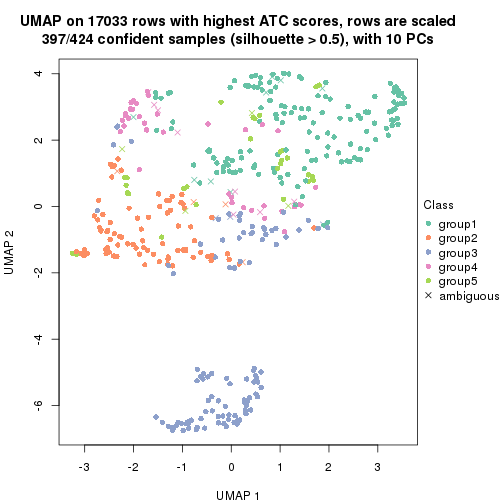 UMAP on 17033 rows with highest ATC scores, rows are scaled
397/424 confident samples (silhouette > 0.5), with 10 PCs
4
2
0
-2
-4
-6
UMAP 2
-3
-2
-1
0
1
2
3
UMAP 1
Class
group1
group2
group3
group4
group5
ambiguous